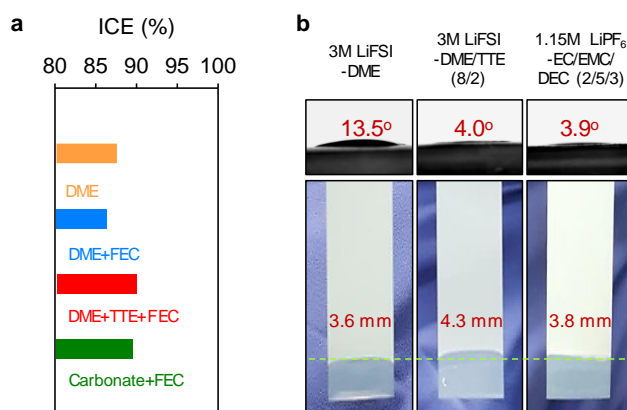 a
ICE (%)
80 85 90 95 100
DME
DME+FEC
DME+TTE+FEC
Carbonate+FEC
b
3M LiFSI
-DME
3M LiFSI
-DME/TTE
(8/2)
1.15M LiPF₆
-EC/EMC/
DEC (2/5/3)
13.5°
4.0°
3.9°
3.6 mm
4.3 mm
3.8 mm